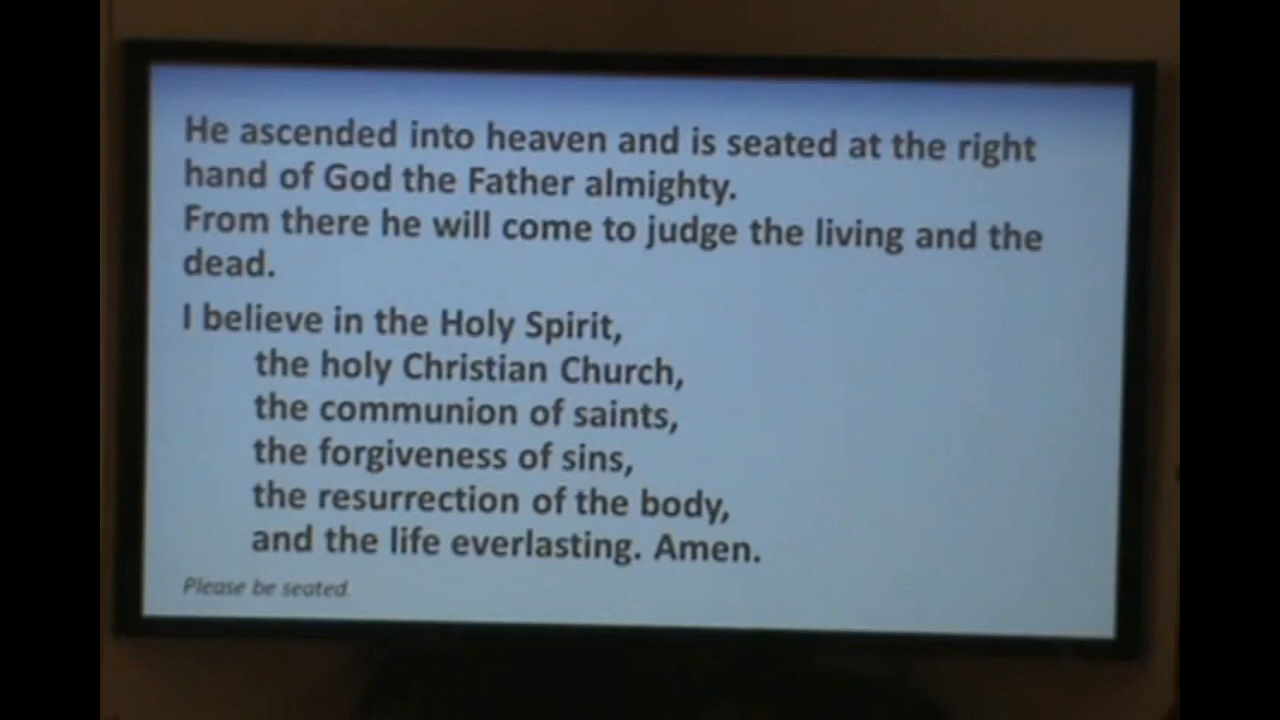 He ascended into heaven and is seated at the right
hand of God the Father almighty.
From there he will come to judge the living and the
dead.
I believe in the Holy Spirit,
the holy Christian Church,
the communion of saints,
the forgiveness of sins,
the resurrection of the body,
and the life everlasting. Amen.
Please be seated.